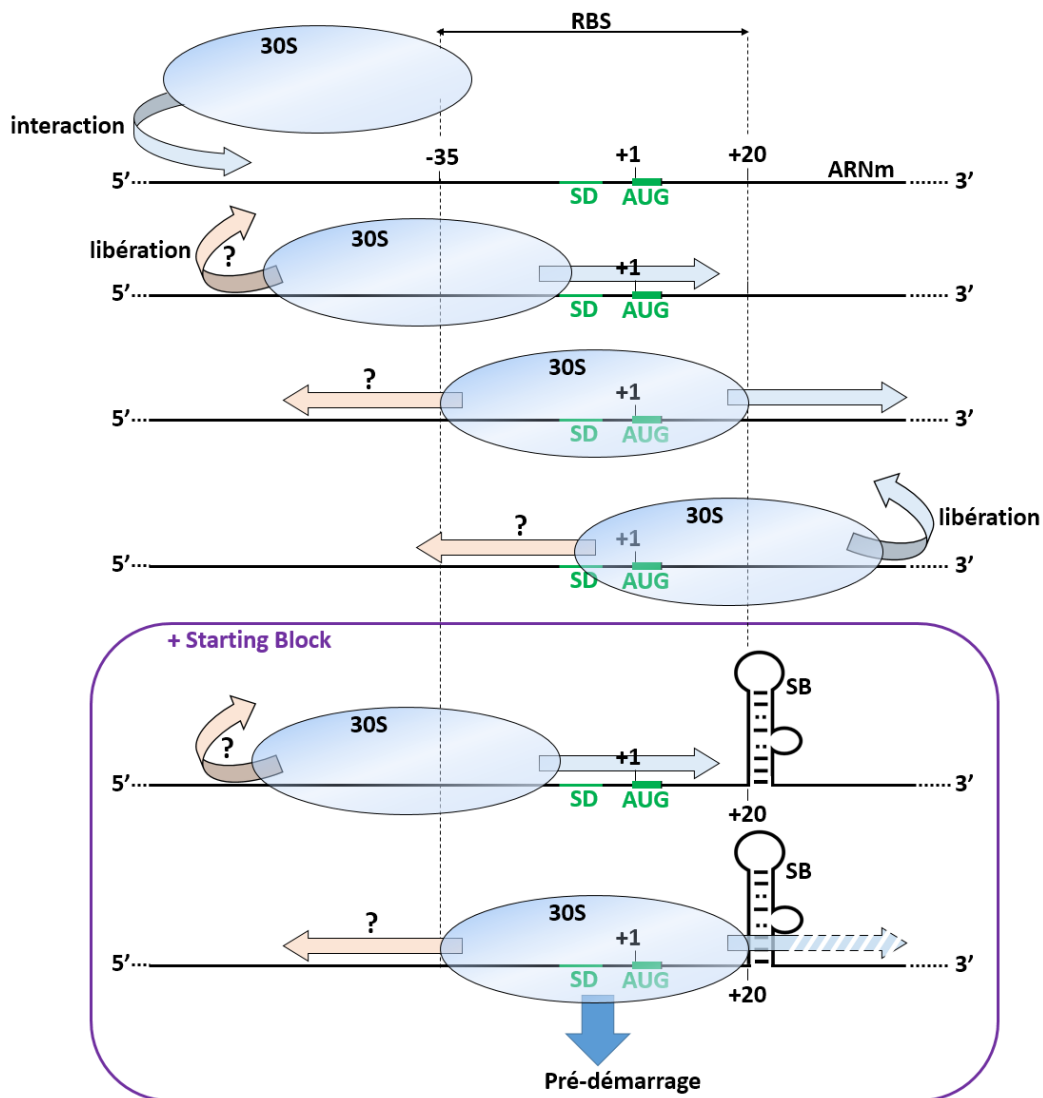 RBS
30S
interaction
-35 +1 +20 ARNm
5’ 3’
SD AUG
libération ? 30S +1
5’ 3’
SD AUG
30S
? +1
5’ 3’
SD AUG
30S
? +1 libération
5’ 3’
SD AUG
+ Starting Block
SB
30S
? +1
5’ 3’
SD AUG +20
SB
30S
? +1
5’ 3’
SD AUG +20
Pré-démarrage